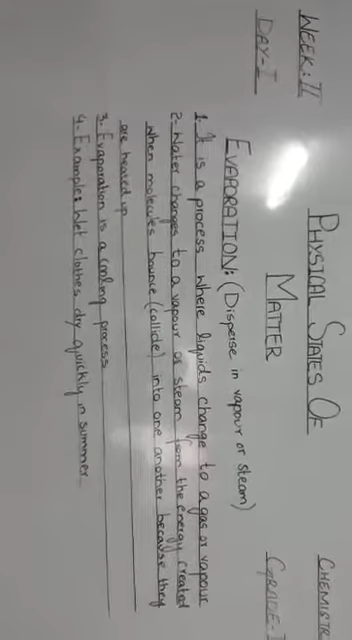 WEEK: II
DAY-I
PHYSICAL STATES OF
MATTER
CHEMISTR
GRADE-
EVAPORATION: (Disperse in vapour or steam)
1. It is a process where liquids change to a gas or vapour
2- Water changes to a vapour or steam from the energy created
when molecules bounce (collide) into one another because they
are heated up
3. Evaporation is a cooling process
4- Example: Wet clothes dry quickly in summer.